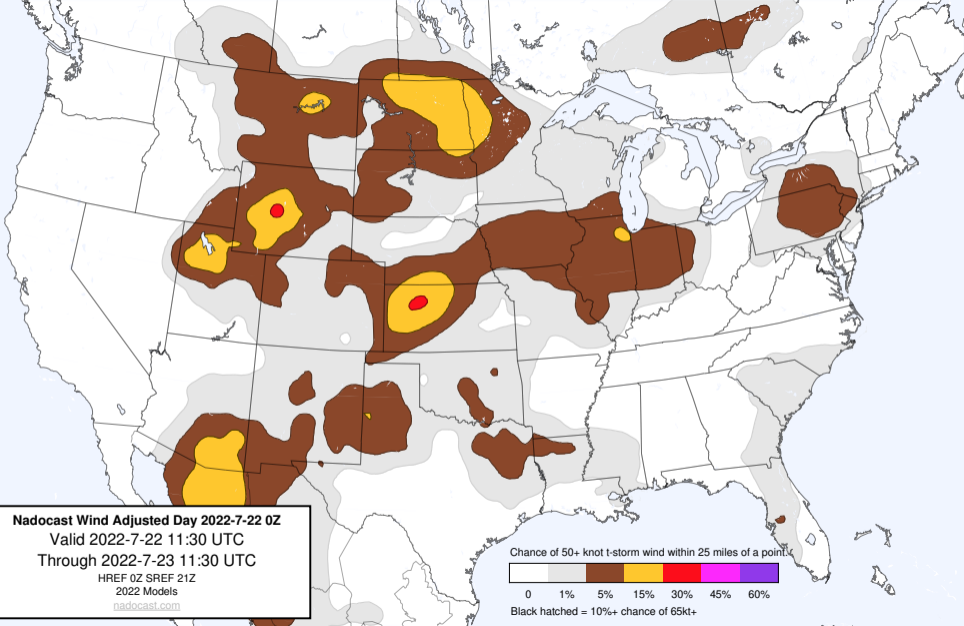 Nadocast Wind Adjusted Day 2022-7-22 0Z
Valid 2022-7-22 11:30 UTC
Through 2022-7-23 11:30 UTC
HREF 0Z SREF 21Z
2022 Models
nadocast.com
Chance of 50+ knot t-storm wind within 25 miles of a point.
0 1% 5% 15% 30% 45% 60%
Black hatched = 10%+ chance of 65kt+